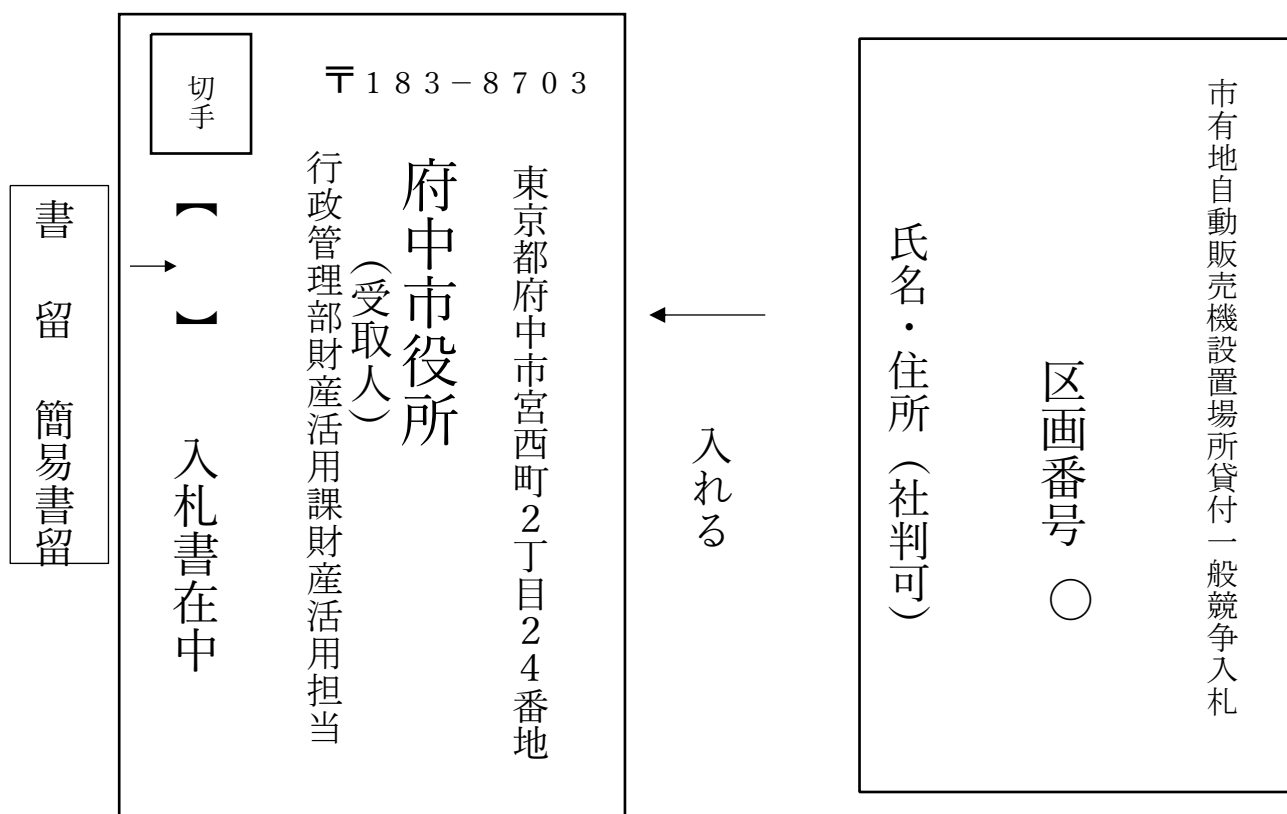 市有地自動販売機設置場所貸付一般競争入札
区画番号 ○
氏名・住所（社判可）
入れる
〒183－8703
東京都府中市宮西町2丁目24番地
府中市役所
（受取人）
行政管理部財産活用課財産活用担当
切手
【　】　入札書在中
書 留　簡易書留